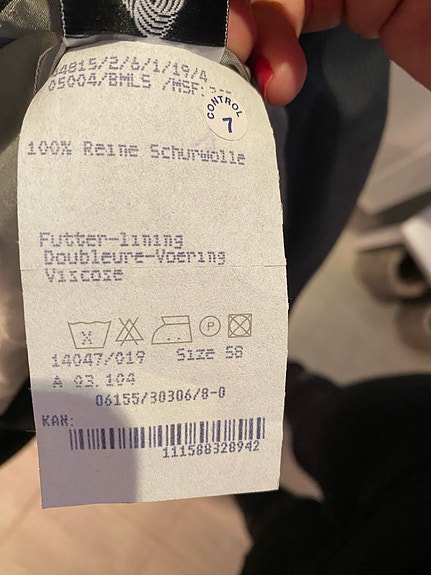 05004/BMLS /MSF:
CONTROL
7
100% Reine Schurwolle
Futter-lining
Doubleure-Voering
Viscose
P
14047/019 Size 58
A 03.104
06155/30306/8-0
KAN:
111588328942